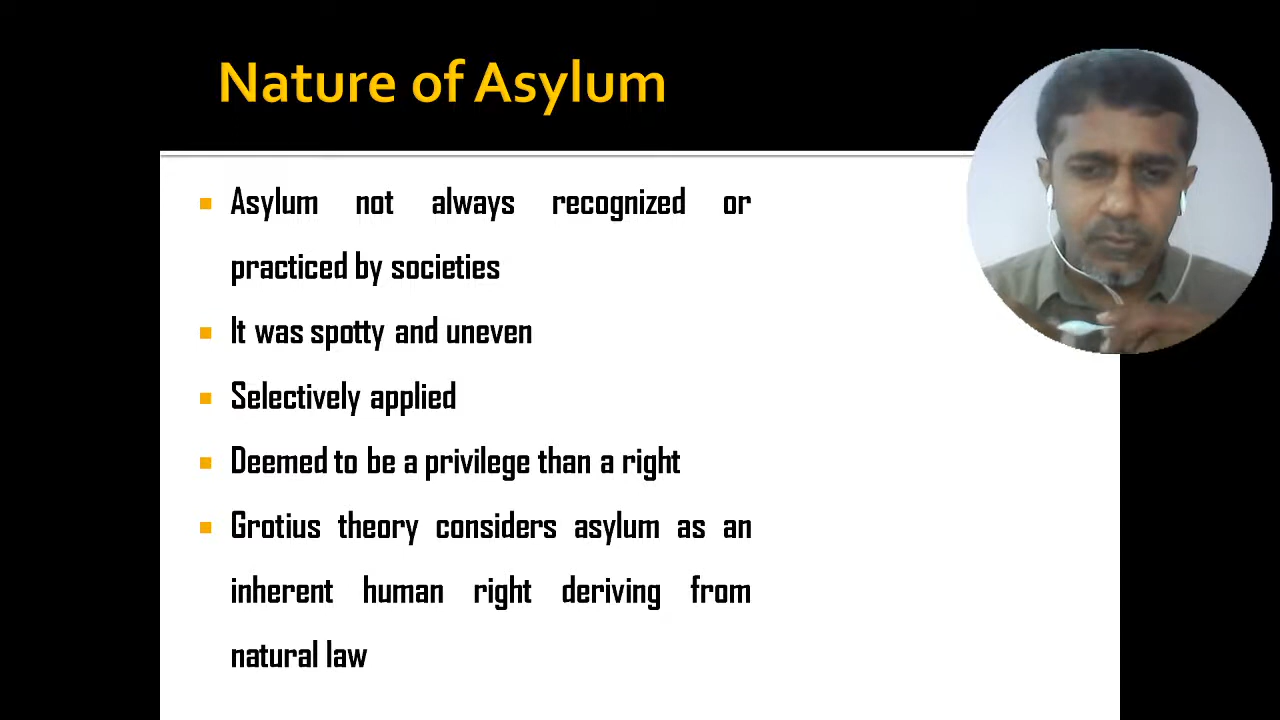 Nature of Asylum
Asylum not always recognized or
practiced by societies
It was spotty and uneven
Selectively applied
Deemed to be a privilege than a right
Grotius theory considers asylum as an
inherent human right deriving from
natural law